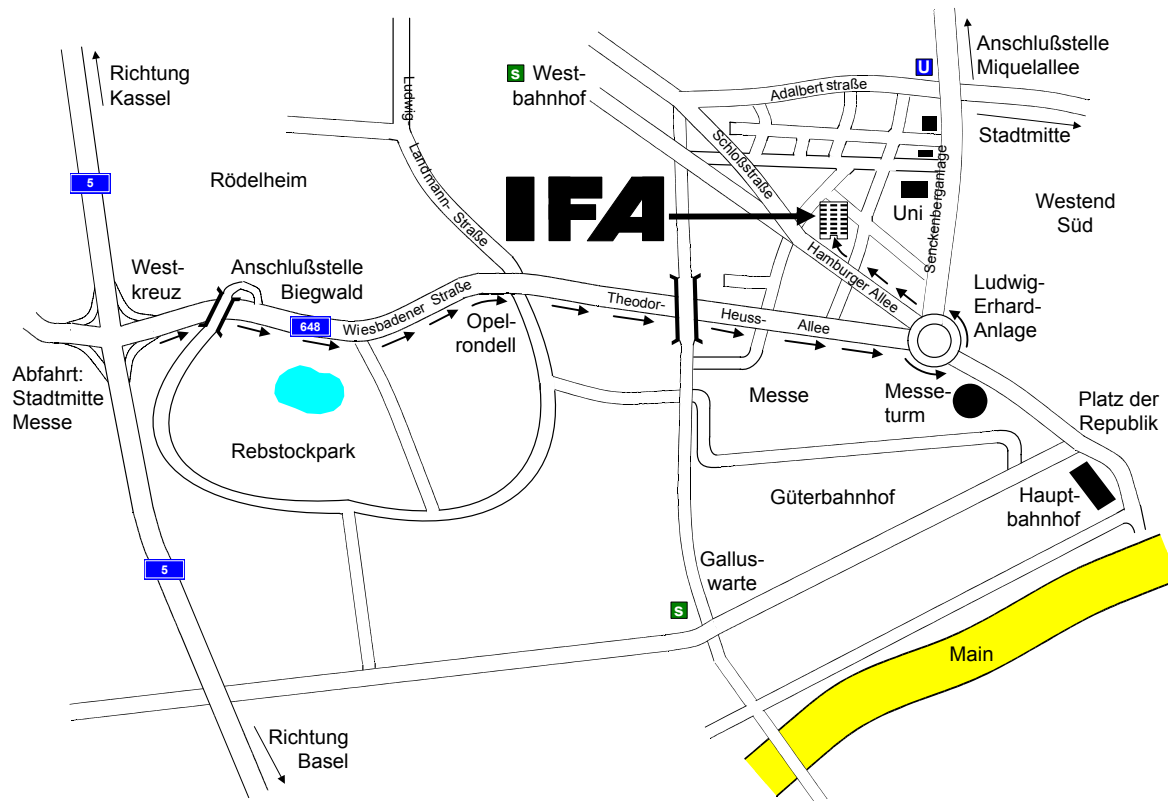 Anschlußstelle
Miquelallee
Richtung
Kassel
S
West-
bahnhof
U
Ludwig-
Adalbert straße
Stadtmitte
5
Rödelheim
Landmann- Straße
Schloßstraße
IFA
Uni
Senckenberganlage
Westend
Süd
West-
kreuz
Anschlußstelle
Biegwald
Hamburger Allee
Ludwig-
Erhard-
Anlage
648
Wiesbadener Straße
Opel-
rondell
Theodor-
Heuss-
Allee
Abfahrt:
Stadtmitte
Messe
Messe
Messe-
turm
Platz der
Republik
Rebstockpark
Güterbahnhof
Haupt-
bahnhof
5
Gallus-
warte
S
Main
Richtung
Basel